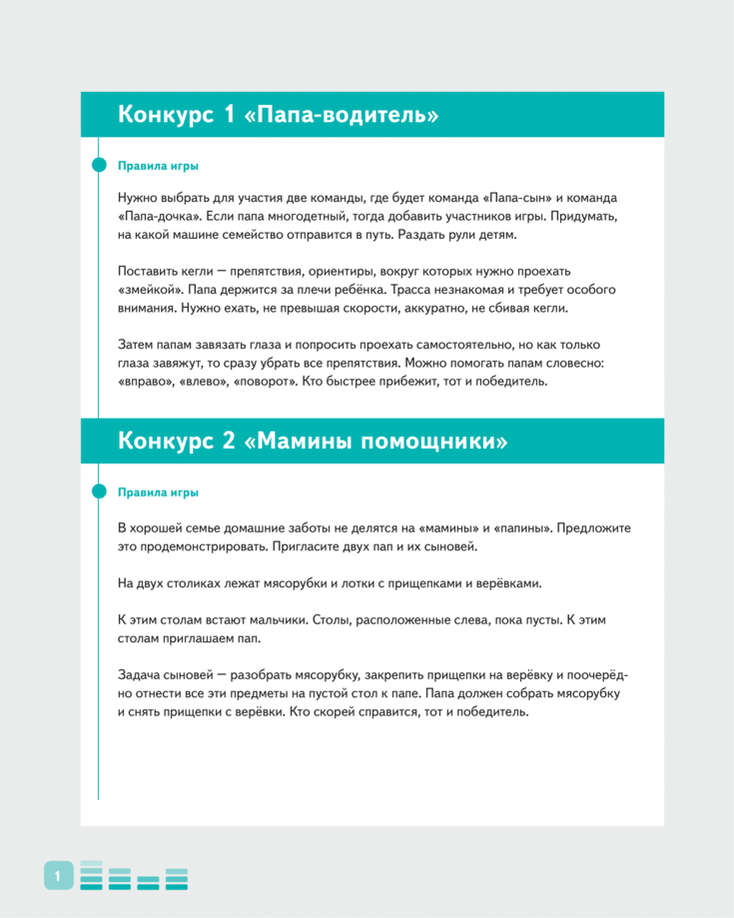 Конкурс 1 «Папа-водитель»
Правила игры
Нужно выбрать для участия две команды, где будет команда «Папа-сын» и команда
«Папа-дочка». Если папа многодетный, тогда добавить участников игры. Придумать,
на какой машине семейство отправится в путь. Раздать рули детям.
Поставить кегли — препятствия, ориентиры, вокруг которых нужно проехать
«змейкой». Папа держится за плечи ребёнка. Трасса незнакомая и требует особого
внимания. Нужно ехать, не превышая скорости, аккуратно, не сбивая кегли.
Затем папам завязать глаза и попросить проехать самостоятельно, но как только
глаза завяжут, то сразу убрать все препятствия. Можно помогать папам словесно:
«вправо», «влево», «поворот». Кто быстрее прибежит, тот и победитель.
Конкурс 2 «Мамины помощники»
Правила игры
В хорошей семье домашние заботы не делятся на «мамины» и «папины». Предложите
это продемонстрировать. Пригласите двух пап и их сыновей.
На двух столиках лежат мясорубки и лотки с прищепками и верёвками.
К этим столам встают мальчики. Столы, расположенные слева, пока пусты. К этим
столам приглашаем пап.
Задача сыновей — разобрать мясорубку, закрепить прищепки на верёвку и поочерёд-
но отнести все эти предметы на пустой стол к папе. Папа должен собрать мясорубку
и снять прищепки с верёвки. Кто скорей справится, тот и победитель.
1